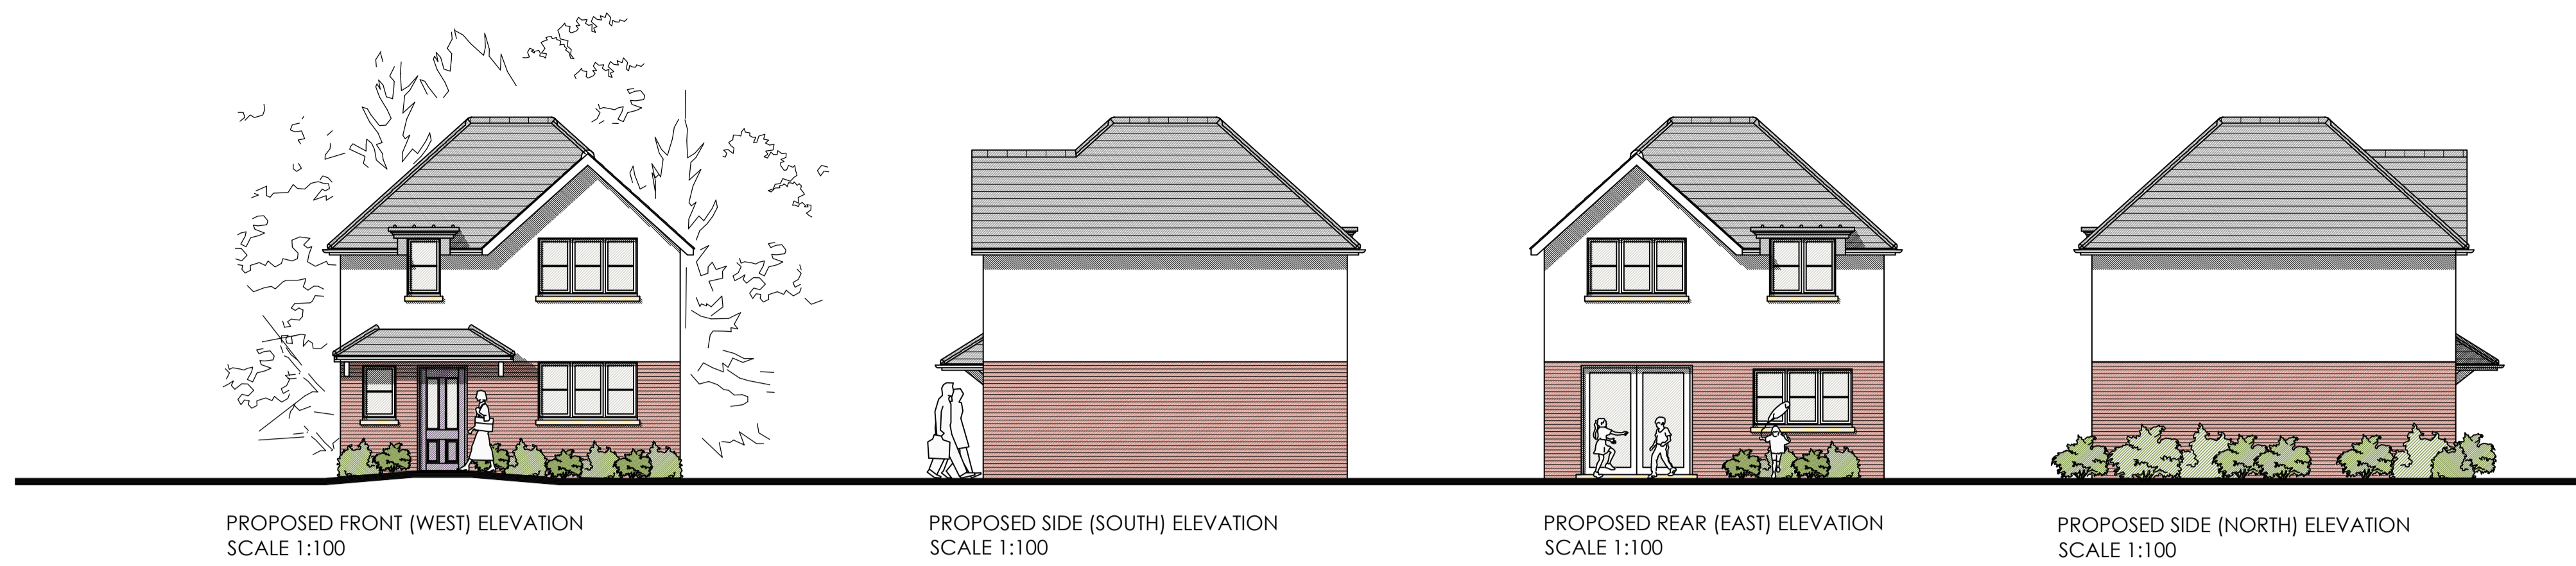 PROPOSED FRONT (WEST) ELEVATION
SCALE 1:100
PROPOSED SIDE (SOUTH) ELEVATION
SCALE 1:100
PROPOSED REAR (EAST) ELEVATION
SCALE 1:100
PROPOSED SIDE (NORTH) ELEVATION
SCALE 1:100